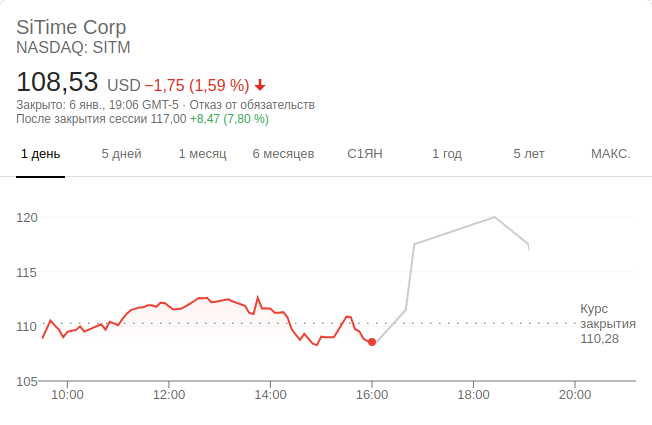 SiTime Corp
NASDAQ: SITM
108,53 USD −1,75 (1,59 %)
Закрыто: 6 янв., 19:06 GMT-5 · Отказ от обязательств
После закрытия сессии 117,00 +8,47 (7,80 %)
1 день 5 дней 1 месяц 6 месяцев С1ЯН 1 год 5 лет МАКС.
120
115
110
105
Курс
закрытия
110,28
10:00 12:00 14:00 16:00 18:00 20:00